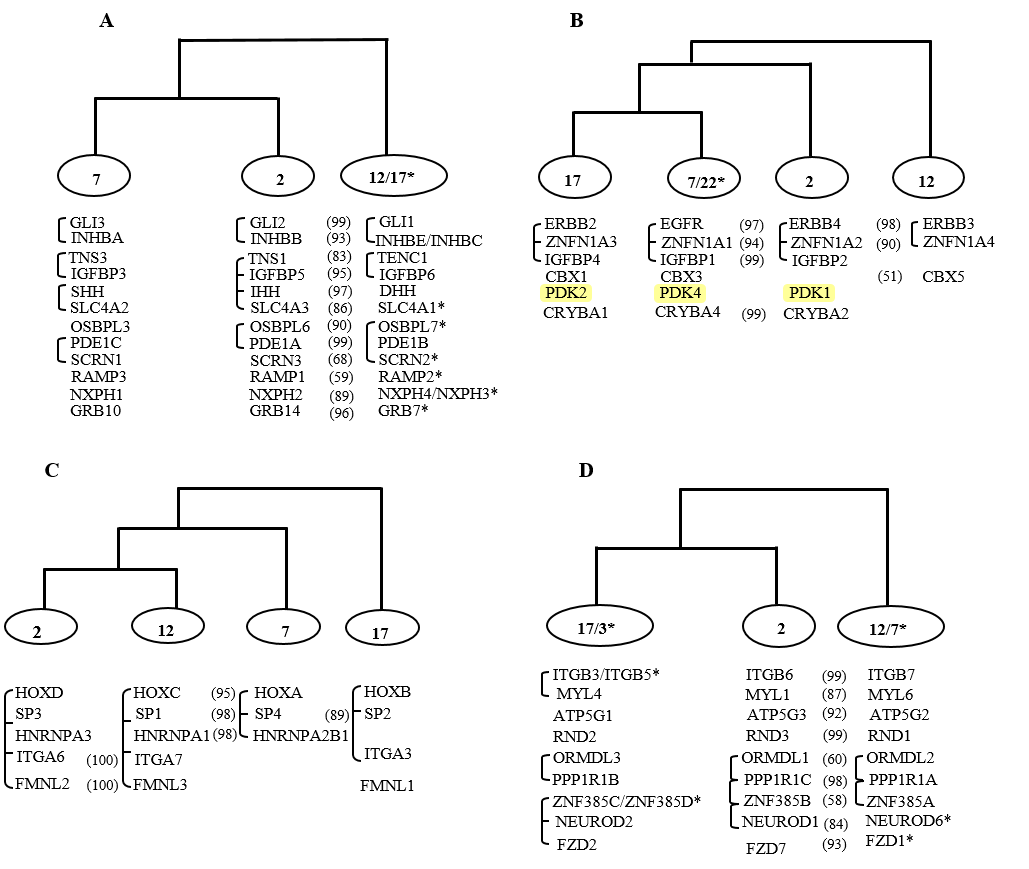 A
7
2
12/17*
GLI3 GLI2 (99) GLI1
INHBA INHBB (93) INHBE/INHBC
TNS3 TNS1 (83) TENC1
IGFBP3 IGFBP5 (95) IGFBP6
SHH IHH (97) DHH
SLC4A2 SLC4A3 (86) SLC4A1*
OSBPL3 OSBPL6 (90) OSBPL7*
PDE1C PDE1A (99) PDE1B
SCRN1 SCRN3 (68) SCRN2*
RAMP3 RAMP1 (59) RAMP2*
NXPH1 NXPH2 (89) NXPH4/NXPH3*
GRB10 GRB14 (96) GRB7*
B
17
7/22*
2
12
ERBB2 EGFR (97) ERBB4 (98) ERBB3
ZNFN1A3 ZNFN1A1 (94) ZNFN1A2 (90) ZNFN1A4
IGFBP4 IGFBP1 (99) IGFBP2
CBX1 CBX3 (51) CBX5
PDK2 PDK4 PDK1
CRYBA1 CRYBA4 (99) CRYBA2
C
2
12
7
17
HOXD HOXC (95) HOXA HOXB
SP3 SP1 (98) SP4 (89) SP2
HNRNPA3 HNRNPA1 (98) HNRNPA2B1
ITGA6 (100) ITGA7 ITGA3
FMNL2 (100) FMNL3 FMNL1
D
17/3*
2
12/7*
ITGB3/ITGB5* ITGB6 (99) ITGB7
MYL4 MYL1 (87) MYL6
ATP5G1 ATP5G3 (92) ATP5G2
RND2 RND3 (99) RND1
ORMDL3 ORMDL1 (60) ORMDL2
PPP1R1B PPP1R1C (98) PPP1R1A
ZNF385C/ZNF385D* ZNF385B (58) ZNF385A
NEUROD2 NEUROD1 (84) NEUROD6*
FZD2 FZD7 (93) FZD1*